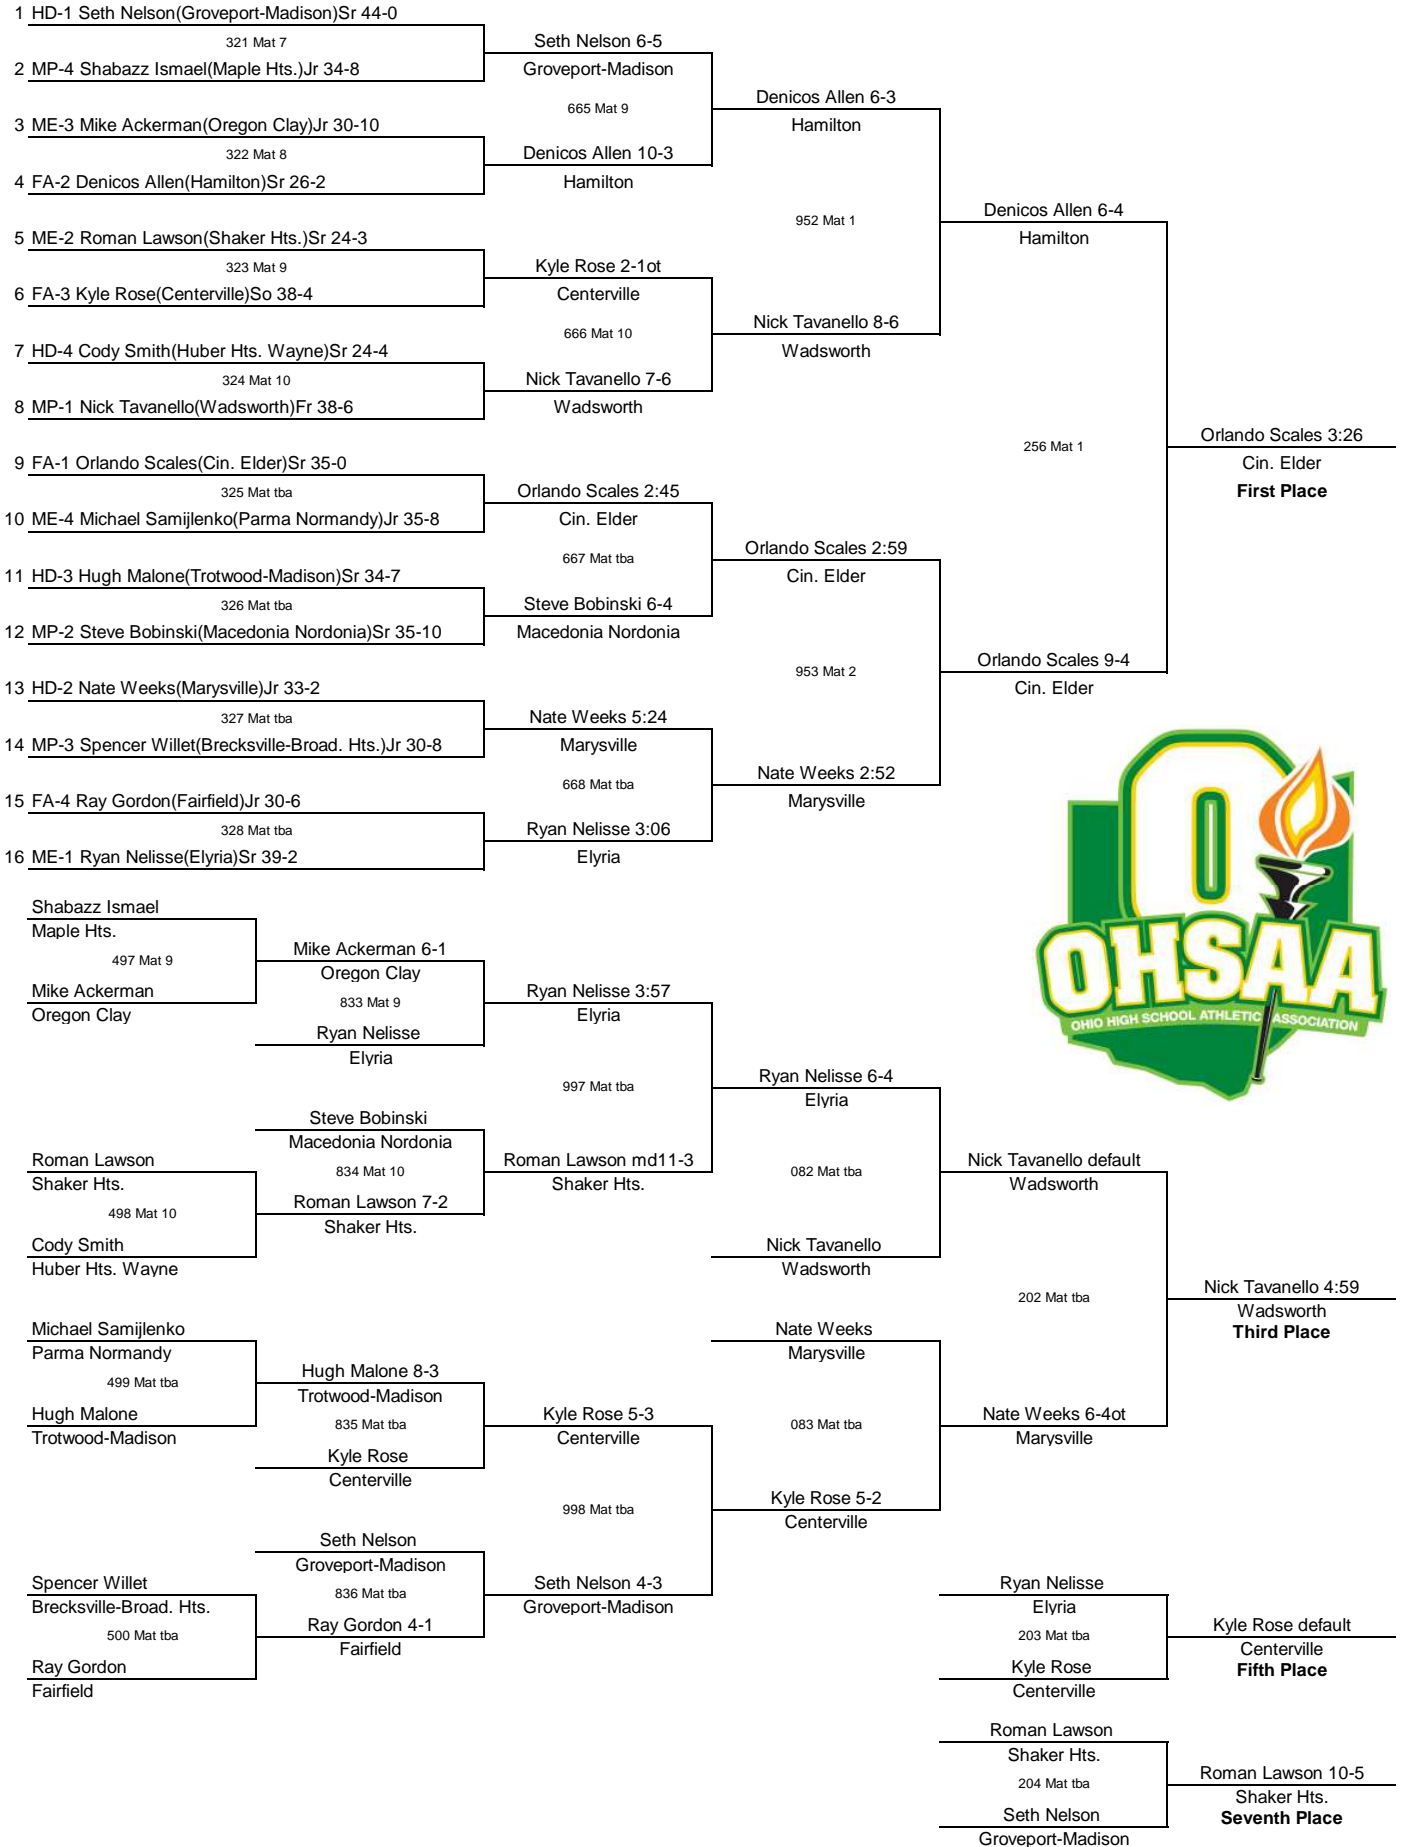 1 HD-1 Seth Nelson(Groveport-Madison)Sr 44-0
321 Mat 7
2 MP-4 Shabazz Ismael(Maple Hts.)Jr 34-8
Seth Nelson 6-5
Groveport-Madison
665 Mat 9
3 ME-3 Mike Ackerman(Oregon Clay)Jr 30-10
322 Mat 8
4 FA-2 Denicos Allen(Hamilton)Sr 26-2
Denicos Allen 10-3
Hamilton
Denicos Allen 6-3
Hamilton
952 Mat 1
5 ME-2 Roman Lawson(Shaker Hts.)Sr 24-3
323 Mat 9
6 FA-3 Kyle Rose(Centerville)So 38-4
Kyle Rose 2-1ot
Centerville
666 Mat 10
7 HD-4 Cody Smith(Huber Hts. Wayne)Sr 24-4
324 Mat 10
8 MP-1 Nick Tavanello(Wadsworth)Fr 38-6
Nick Tavanello 7-6
Wadsworth
Nick Tavanello 8-6
Wadsworth
Denicos Allen 6-4
Hamilton
256 Mat 1
9 FA-1 Orlando Scales(Cin. Elder)Sr 35-0
325 Mat tba
10 ME-4 Michael Samijlenko(Parma Normandy)Jr 35-8
Orlando Scales 2:45
Cin. Elder
667 Mat tba
11 HD-3 Hugh Malone(Trotwood-Madison)Sr 34-7
326 Mat tba
12 MP-2 Steve Bobinski(Macedonia Nordonia)Sr 35-10
Steve Bobinski 6-4
Macedonia Nordonia
Orlando Scales 2:59
Cin. Elder
953 Mat 2
13 HD-2 Nate Weeks(Marysville)Jr 33-2
327 Mat tba
14 MP-3 Spencer Willet(Brecksville-Broad. Hts.)Jr 30-8
Nate Weeks 5:24
Marysville
668 Mat tba
15 FA-4 Ray Gordon(Fairfield)Jr 30-6
328 Mat tba
16 ME-1 Ryan Nelisse(Elyria)Sr 39-2
Ryan Nelisse 3:06
Elyria
Nate Weeks 2:52
Marysville
Orlando Scales 9-4
Cin. Elder
Orlando Scales 3:26
Cin. Elder
First Place
O
OHSAA
OHIO HIGH SCHOOL ATHLETIC ASSOCIATION
Shabazz Ismael
Maple Hts.
497 Mat 9
Mike Ackerman
Oregon Clay
Mike Ackerman 6-1
Oregon Clay
833 Mat 9
Ryan Nelisse
Elyria
Ryan Nelisse 3:57
Elyria
997 Mat tba
Steve Bobinski
Macedonia Nordonia
834 Mat 10
Roman Lawson
Shaker Hts.
498 Mat 10
Cody Smith
Huber Hts. Wayne
Roman Lawson 7-2
Shaker Hts.
Roman Lawson md11-3
Shaker Hts.
Ryan Nelisse 6-4
Elyria
082 Mat tba
Nick Tavanello
Wadsworth
Nick Tavanello default
Wadsworth
202 Mat tba
Michael Samijlenko
Parma Normandy
499 Mat tba
Hugh Malone
Trotwood-Madison
Hugh Malone 8-3
Trotwood-Madison
835 Mat tba
Kyle Rose
Centerville
Kyle Rose 5-3
Centerville
998 Mat tba
Seth Nelson
Groveport-Madison
836 Mat tba
Spencer Willet
Brecksville-Broad. Hts.
500 Mat tba
Ray Gordon
Fairfield
Ray Gordon 4-1
Fairfield
Seth Nelson 4-3
Groveport-Madison
Nate Weeks
Marysville
083 Mat tba
Kyle Rose 5-2
Centerville
Nate Weeks 6-4ot
Marysville
Nick Tavanello 4:59
Wadsworth
Third Place
Ryan Nelisse
Elyria
203 Mat tba
Kyle Rose
Centerville
Kyle Rose default
Centerville
Fifth Place
Roman Lawson
Shaker Hts.
204 Mat tba
Seth Nelson
Groveport-Madison
Roman Lawson 10-5
Shaker Hts.
Seventh Place